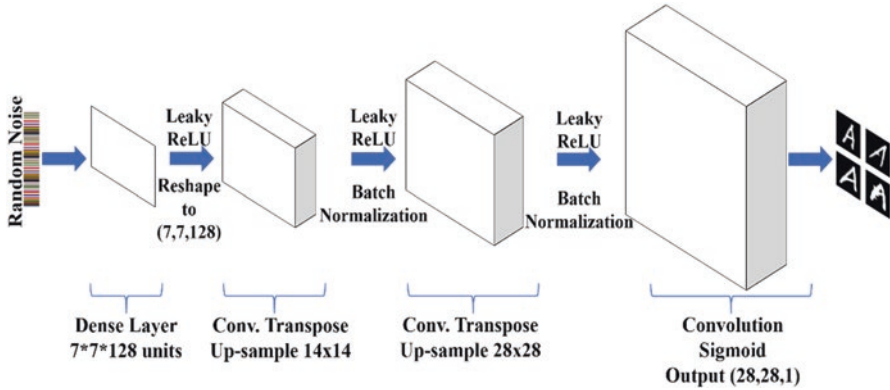 Random Noise
Leaky
ReLU
Reshape
to
(7,7,128)
Leaky
ReLU
Batch
Normalization
Leaky
ReLU
Batch
Normalization
A
A
A
A
Dense Layer
7*7*128 units
Conv. Transpose
Up-sample 14x14
Conv. Transpose
Up-sample 28x28
Convolution
Sigmoid
Output (28,28,1)